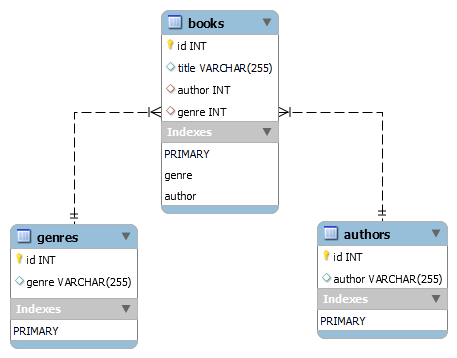 books
id INT
title VARCHAR(255)
author INT
genre INT
Indexes
PRIMARY
genre
author
genres
id INT
genre VARCHAR(255)
Indexes
PRIMARY
authors
id INT
author VARCHAR(255)
Indexes
PRIMARY